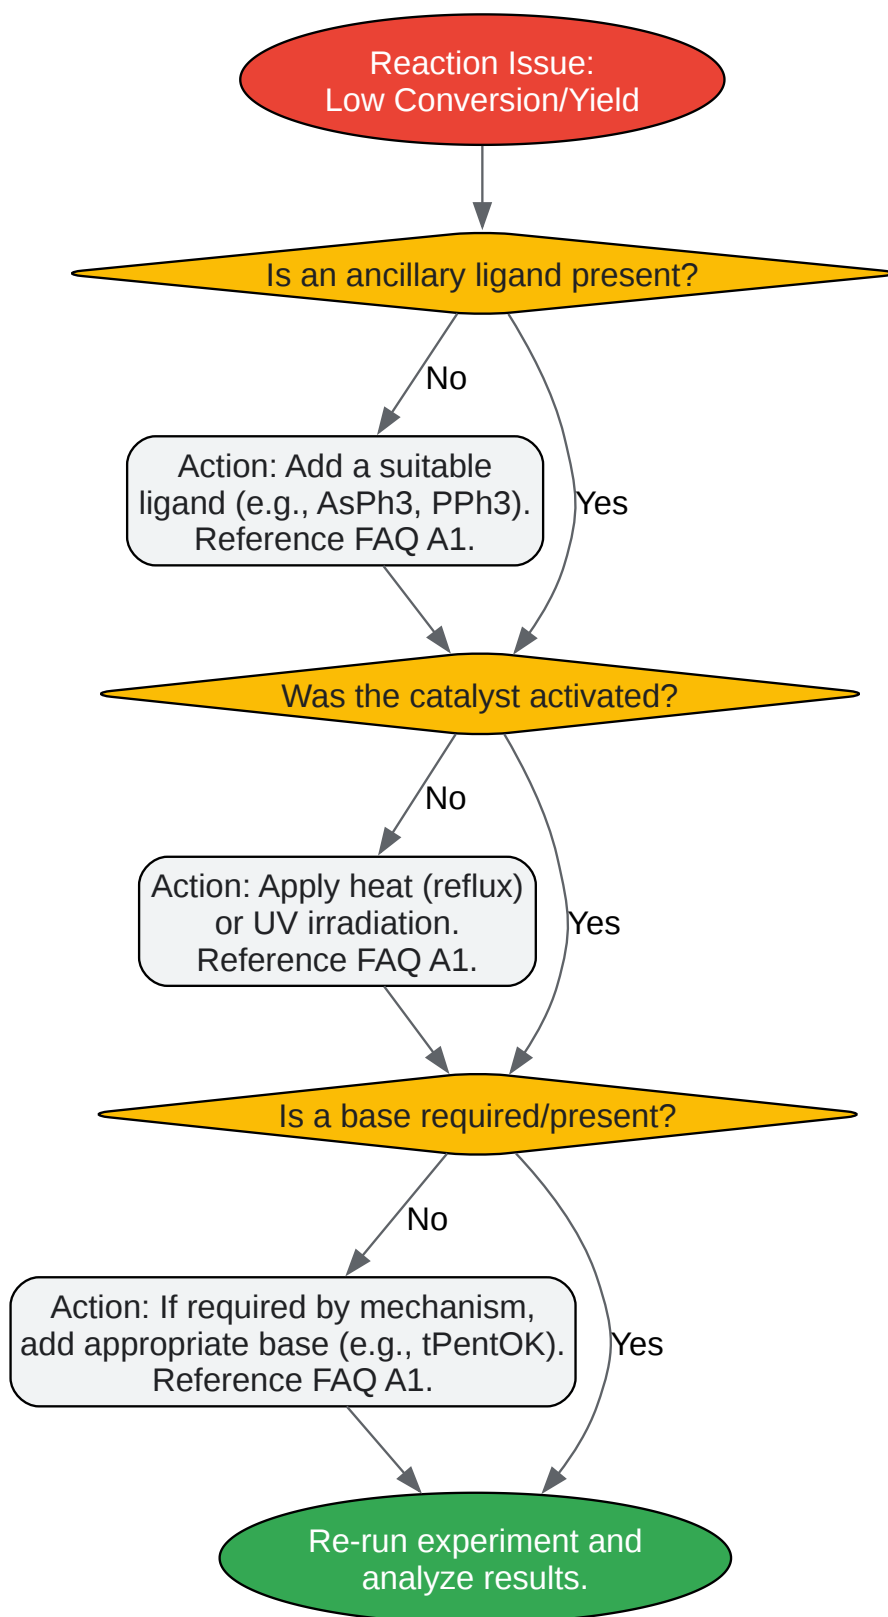 Reaction Issue:
Low Conversion/Yield
Is an ancillary ligand present?
No
Action: Add a suitable
ligand (e.g., AsPh3, PPh3).
Reference FAQ A1.
Yes
Was the catalyst activated?
No
Action: Apply heat (reflux)
or UV irradiation.
Reference FAQ A1.
Yes
Is a base required/present?
No
Action: If required by mechanism,
add appropriate base (e.g., tPentOK).
Reference FAQ A1.
Yes
Re-run experiment and
analyze results.